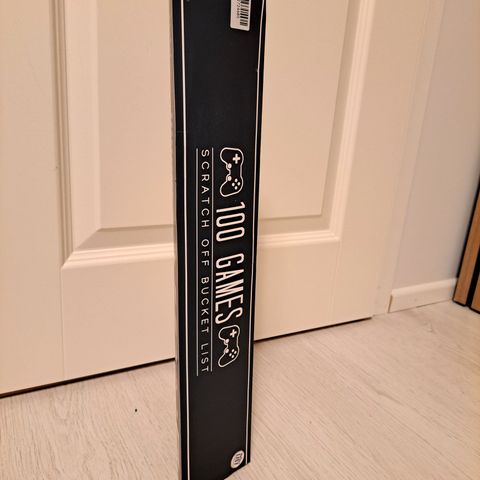 100 GAMES
SCRATCH OFF BUCKET LIST